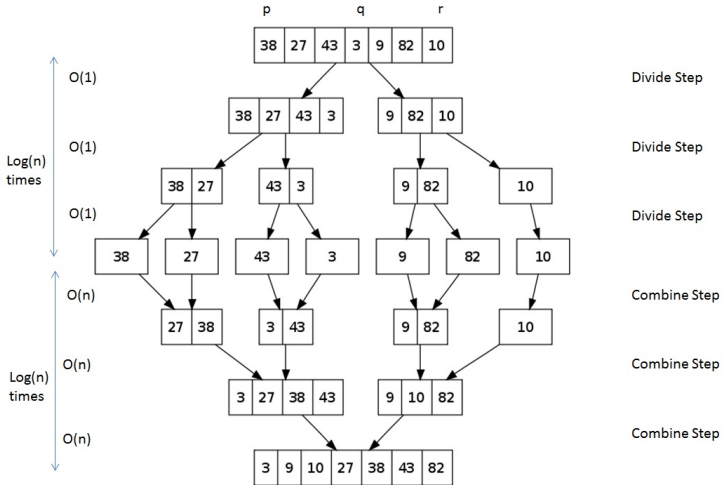 p q r
38 27 43 3 9 82 10
O(1) Divide Step
38 27 43 3 9 82 10
O(1) Divide Step
Log(n)
times
38 27 43 3 9 82 10
O(1) Divide Step
38 27 43 3 9 82 10
O(n) Combine Step
27 38 3 43 9 82 10
O(n) Combine Step
Log(n)
times
3 27 38 43 9 10 82
O(n) Combine Step
3 9 10 27 38 43 82